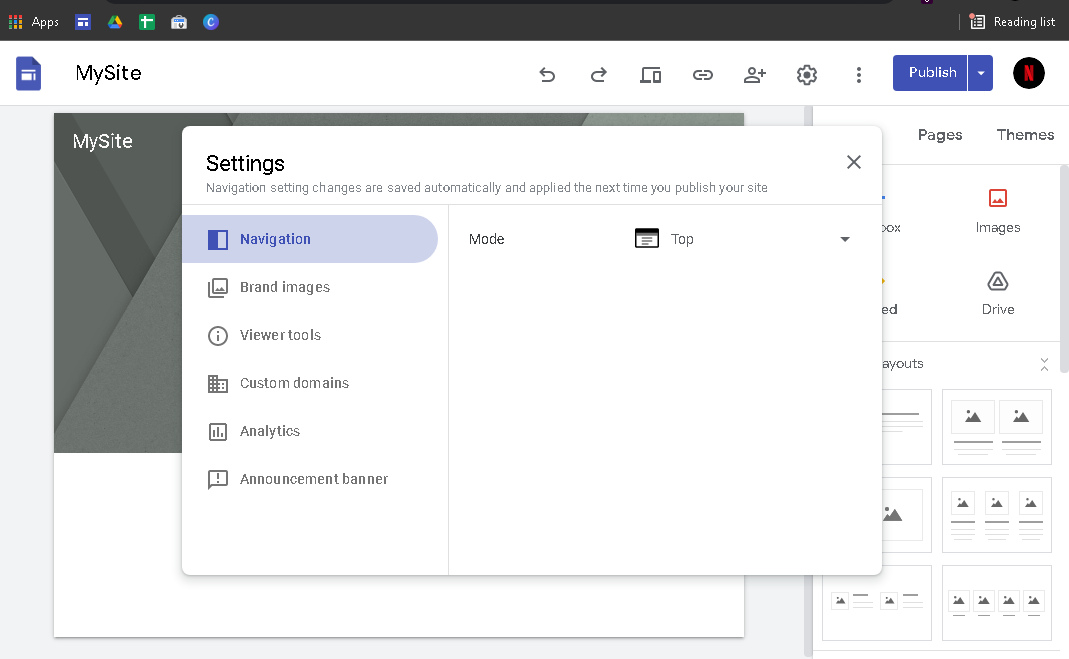 Apps
Reading list
MySite
Publish
MySite
Pages
Themes
Settings
Navigation setting changes are saved automatically and applied the next time you publish your site
Navigation
Mode
Top
Brand images
Viewer tools
Custom domains
Analytics
Announcement banner
box
Images
ed
Drive
ayouts